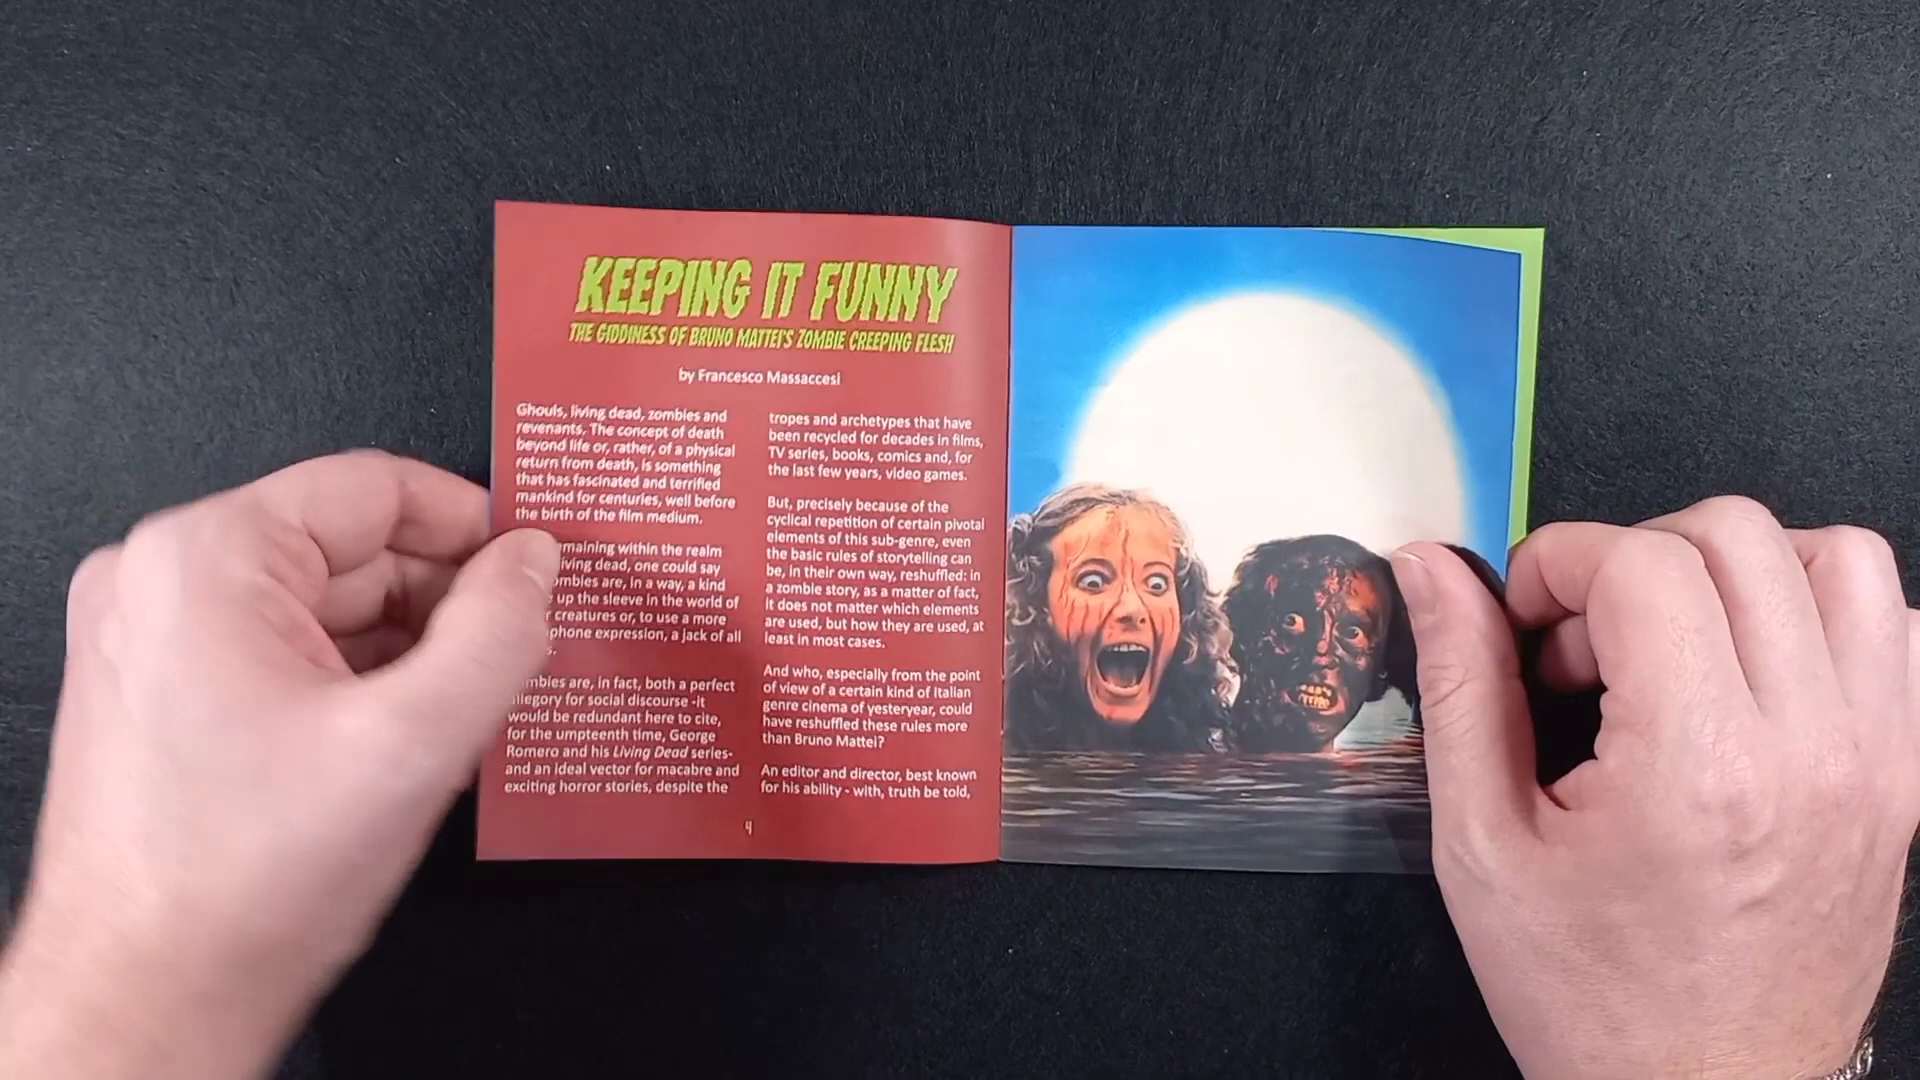 KEEPING IT FUNNY
THE GIDDINESS OF BRUNO MATTEI'S ZOMBIE CREEPING FLESH
by Francesco Massaccesi
Ghouls, living dead, zombies and
revenants. The concept of death
beyond life or, rather, of a physical
return from death, is something
that has fascinated and terrified
mankind for centuries, well before
the birth of the film medium.
maining within the realm
iving dead, one could say
ombies are, in a way, a kind
up the sleeve in the world of
creatures or, to use a more
phone expression, a jack of all
s.
mbies are, in fact, both a perfect
allegory for social discourse -it
would be redundant here to cite,
for the umpteenth time, George
Romero and his Living Dead series-
and an ideal vector for macabre and
exciting horror stories, despite the
tropes and archetypes that have
been recycled for decades in films,
TV series, books, comics and, for
the last few years, video games.
But, precisely because of the
cyclical repetition of certain pivotal
elements of this sub-genre, even
the basic rules of storytelling can
be, in their own way, reshuffled: in
a zombie story, as a matter of fact,
it does not matter which elements
are used, but how they are used, at
least in most cases.
And who, especially from the point
of view of a certain kind of Italian
genre cinema of yesteryear, could
have reshuffled these rules more
than Bruno Mattei?
An editor and director, best known
for his ability - with, truth be told,
4